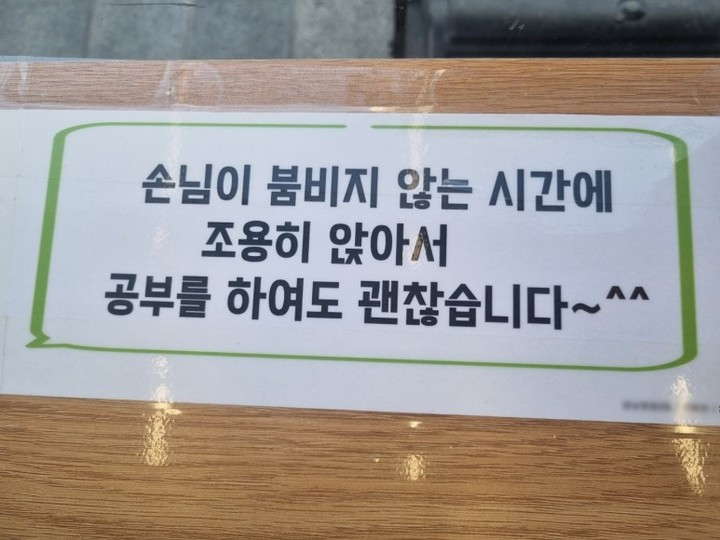 손님이 붐비지 않는 시간에
조용히 앉아서
공부를 하여도 괜찮습니다~^^